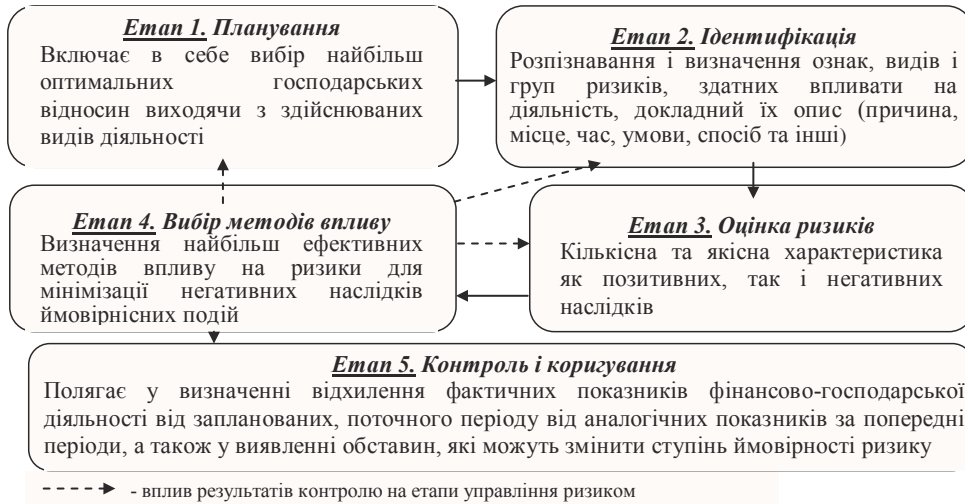 Етап 1. Планування
Включає в себе вибір найбільш
оптимальних господарських
відносин виходячи з здійснюваних
видів діяльності
Етап 2. Ідентифікація
Розпізнавання і визначення ознак, видів і
груп ризиків, здатних впливати на
діяльність, докладний їх опис (причина,
місце, час, умови, спосіб та інші)
Етап 4. Вибір методів впливу
Визначення найбільш ефективних
методів впливу на ризики для
мінімізації негативних наслідків
ймовірнісних подій
Етап 3. Оцінка ризиків
Кількісна та якісна характеристика
як позитивних, так і негативних
наслідків
Етап 5. Контроль і коригування
Полягає у визначенні відхилення фактичних показників фінансово-господарської
діяльності від запланованих, поточного періоду від аналогічних показників за попередні
періоди, а також у виявленні обставин, які можуть змінити ступінь ймовірності ризику
- вплив результатів контролю на етапи управління ризиком